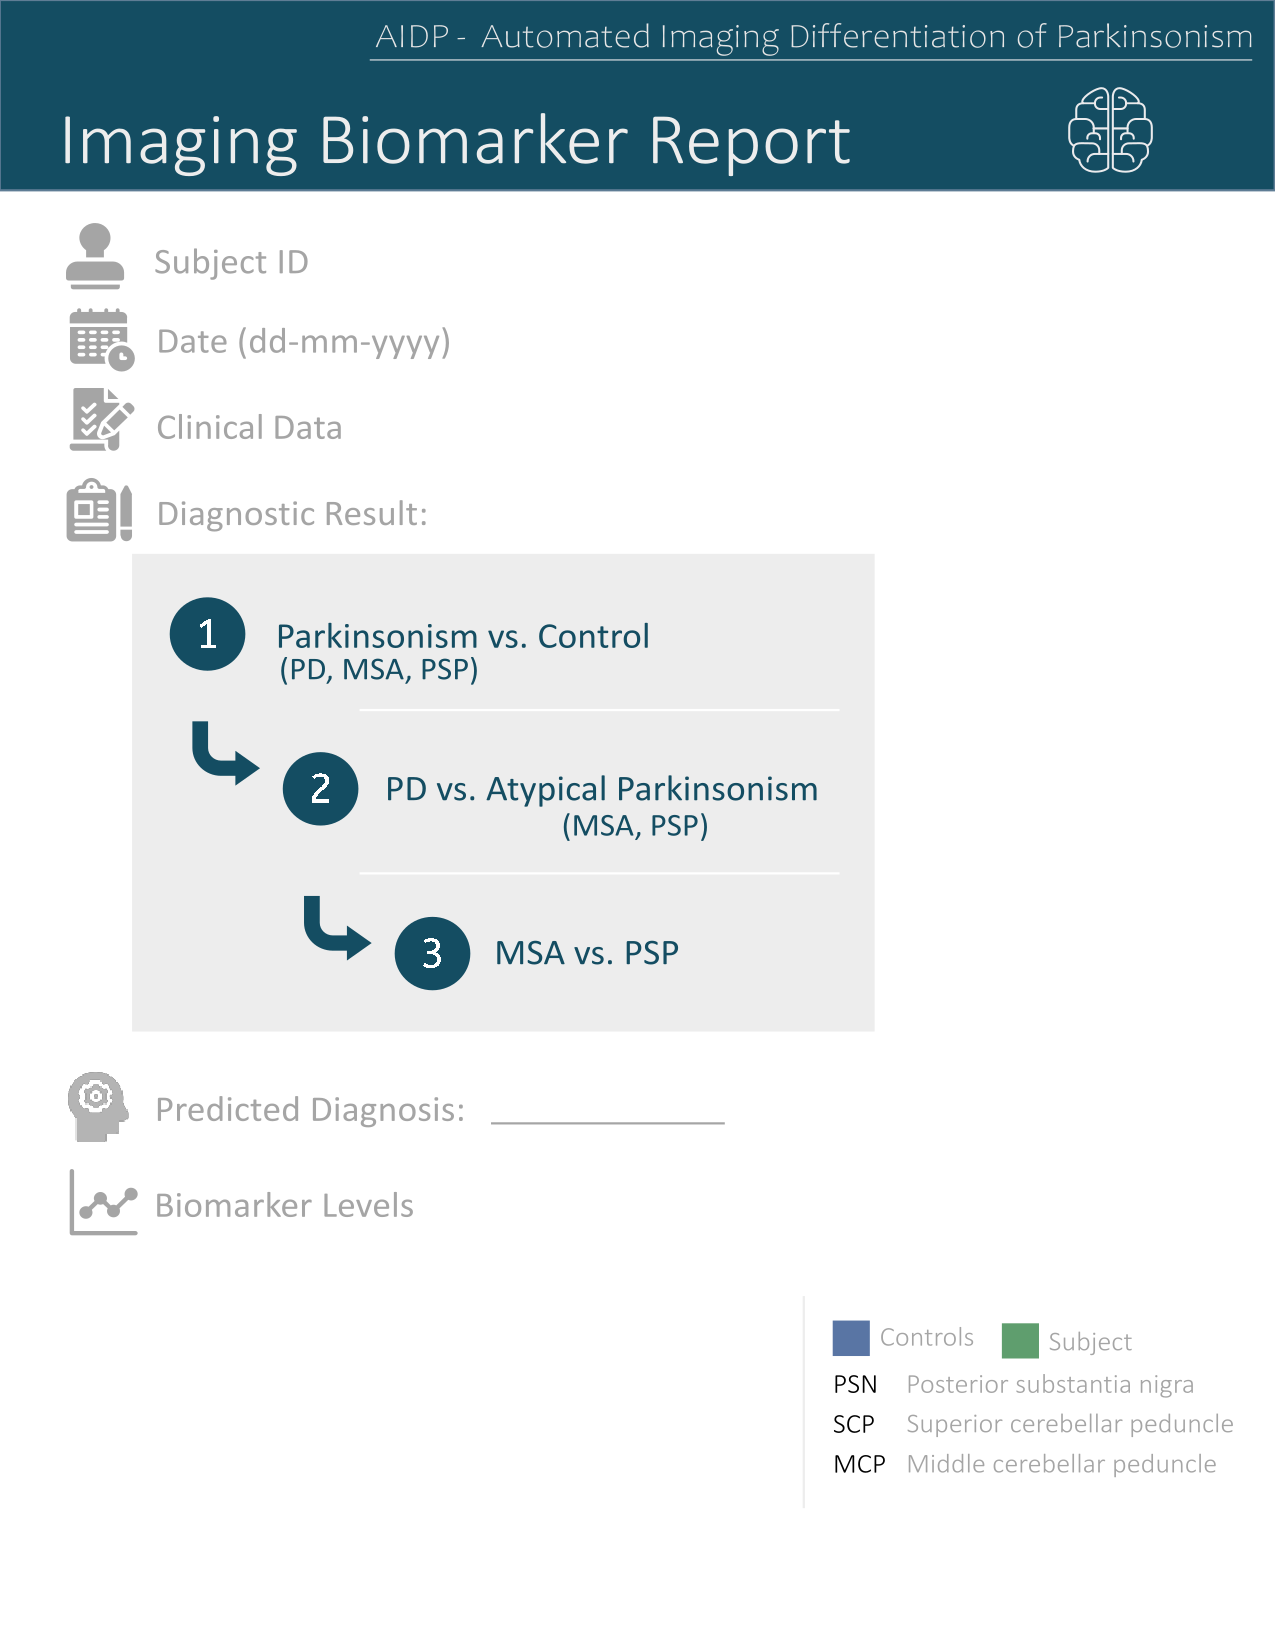 AIDP - Automated Imaging Differentiation of Parkinsonism
Imaging Biomarker Report
Subject ID
Date (dd-mm-yyyy)
Clinical Data
Diagnostic Result:
1
Parkinsonism vs. Control
(PD, MSA, PSP)
2
PD vs. Atypical Parkinsonism
(MSA, PSP)
3
MSA vs. PSP
Predicted Diagnosis: ______________
Biomarker Levels
Controls Subject
PSN Posterior substantia nigra
SCP Superior cerebellar peduncle
MCP Middle cerebellar peduncle